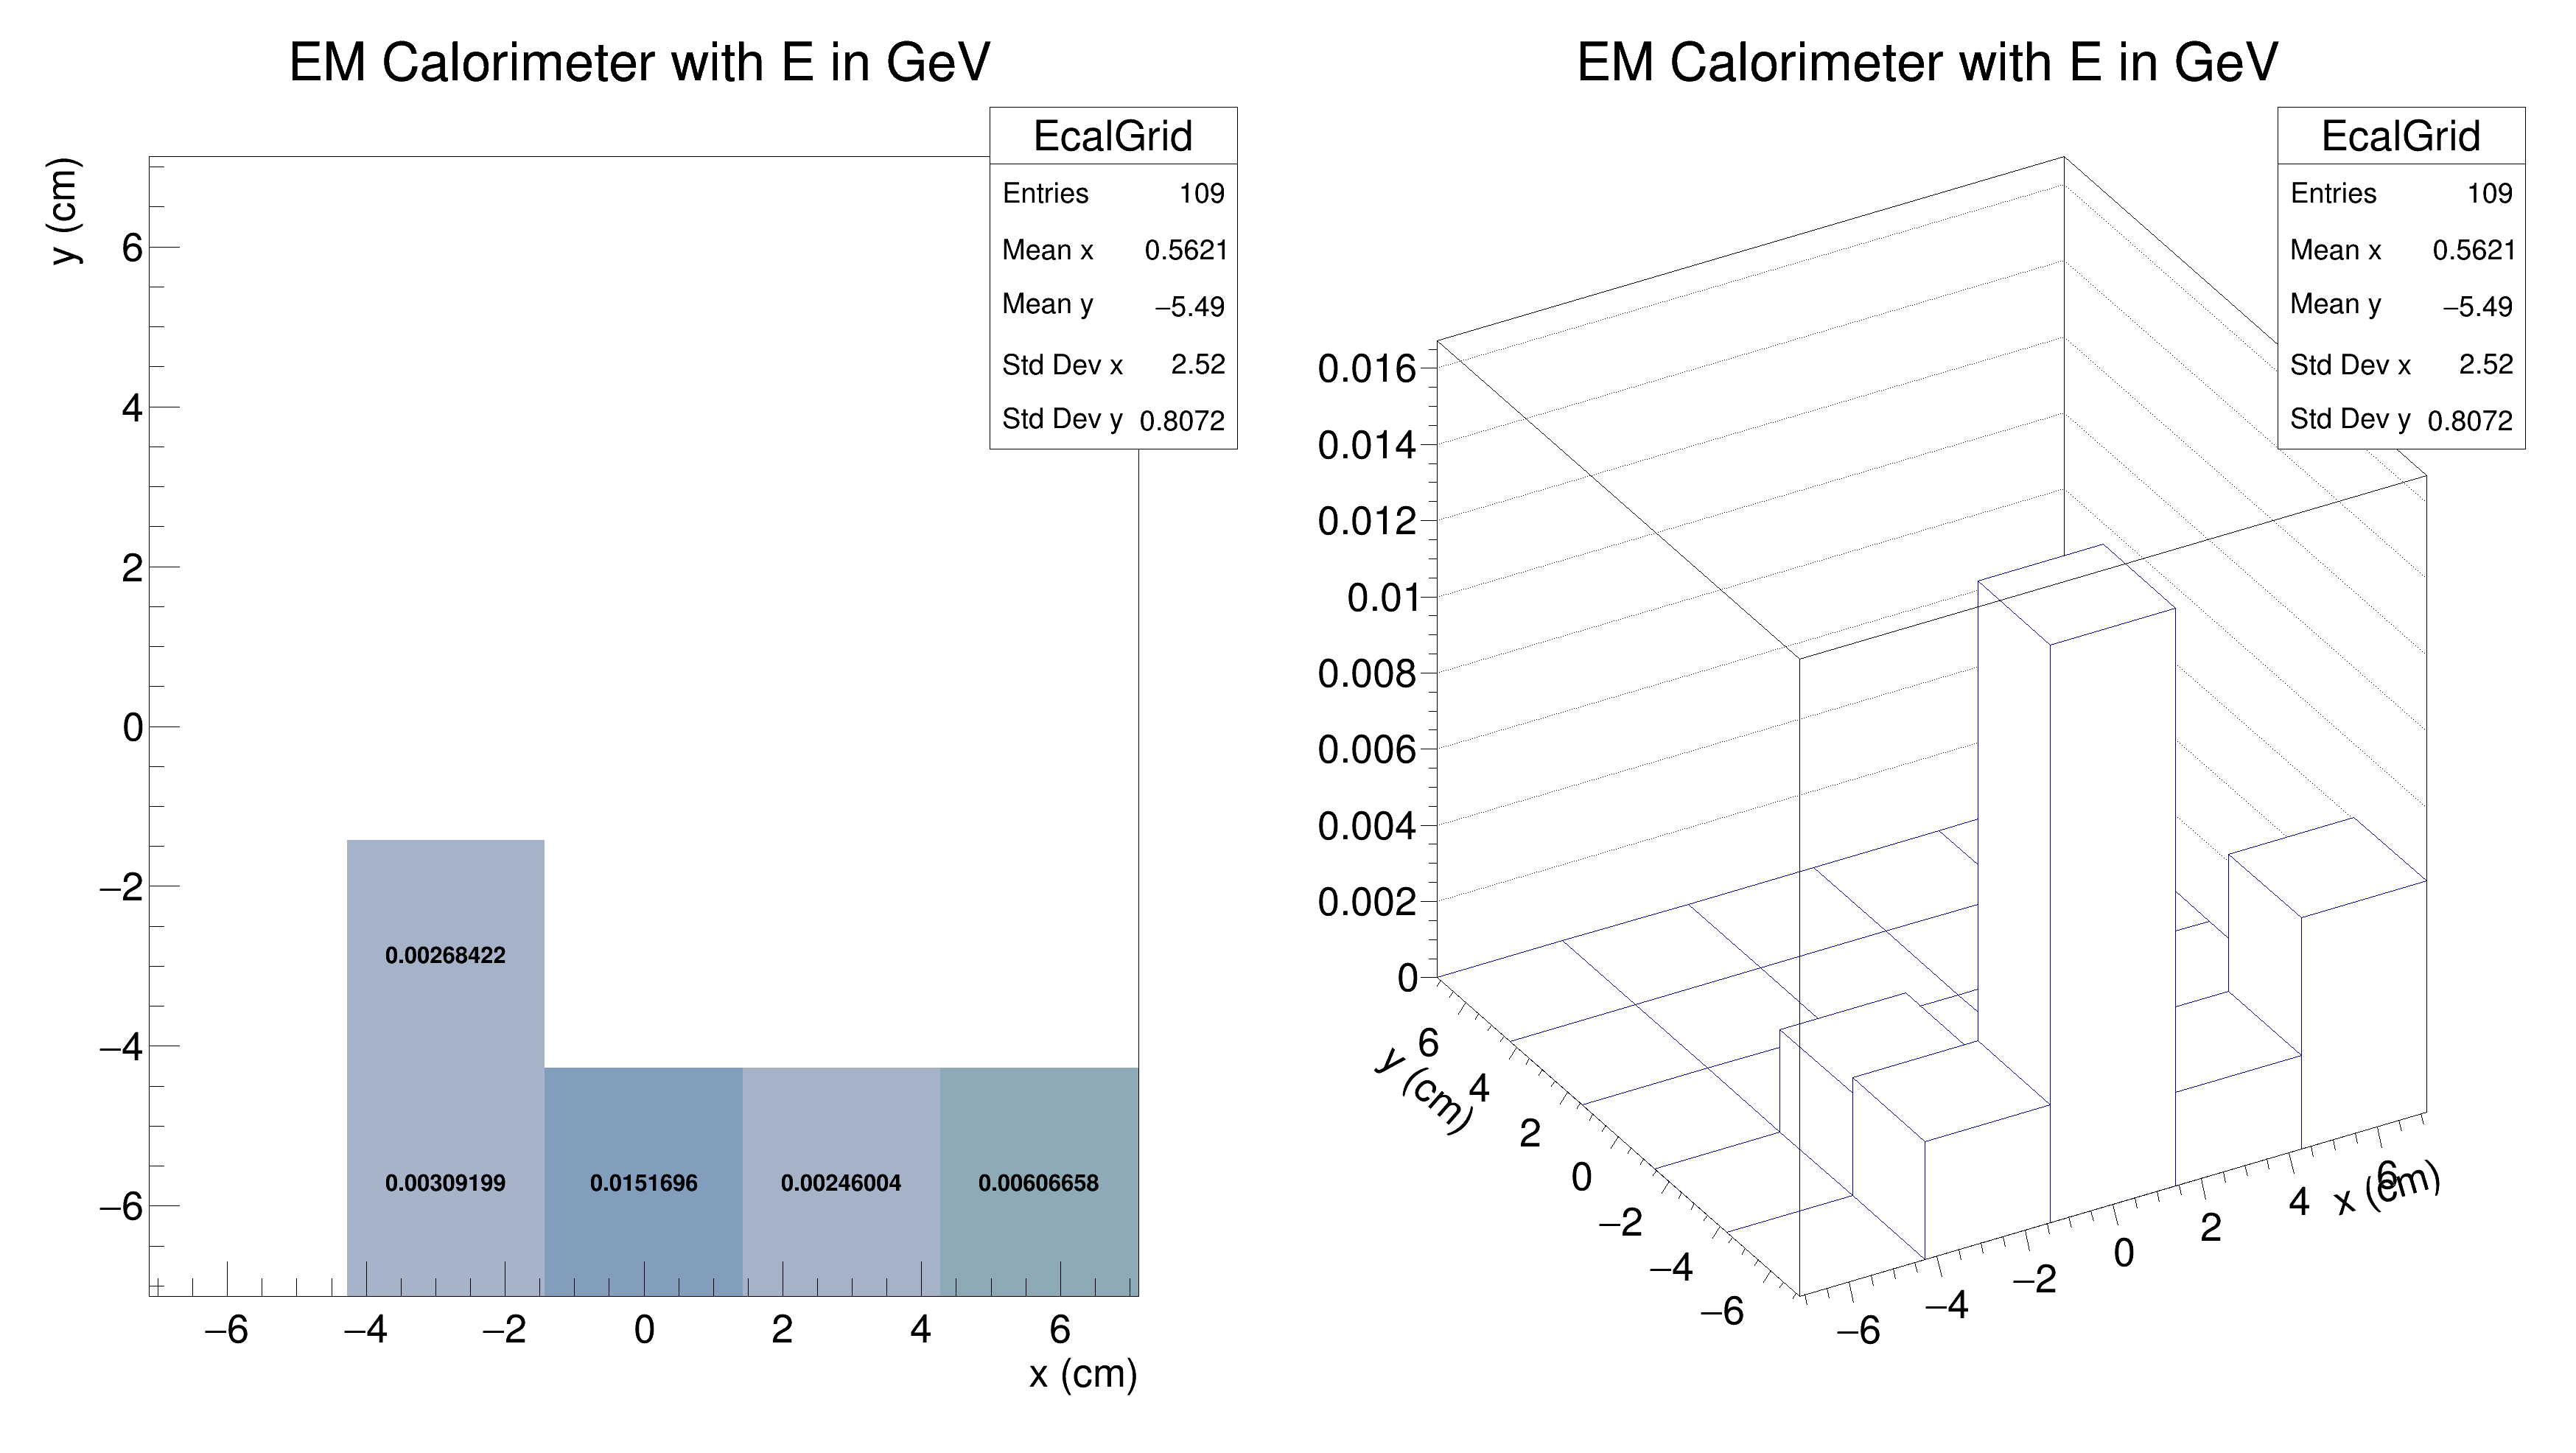 EM Calorimeter with E in GeV
EcalGrid
Entries 109
Mean x 0.5621
Mean y −5.49
Std Dev x 2.52
Std Dev y 0.8072
y (cm)
6
4
2
0
−2
−4
−6
0.00268422
0.00309199 0.0151696 0.00246004 0.00606658
−6 −4 −2 0 2 4 6
x (cm)
EM Calorimeter with E in GeV
EcalGrid
Entries 109
Mean x 0.5621
Mean y −5.49
Std Dev x 2.52
Std Dev y 0.8072
0.016
0.014
0.012
0.01
0.008
0.006
0.004
0.002
0
6
4
2
0
−2
−4
−6
y (cm)
−6 −4 −2 0 2 4 6
x (cm)